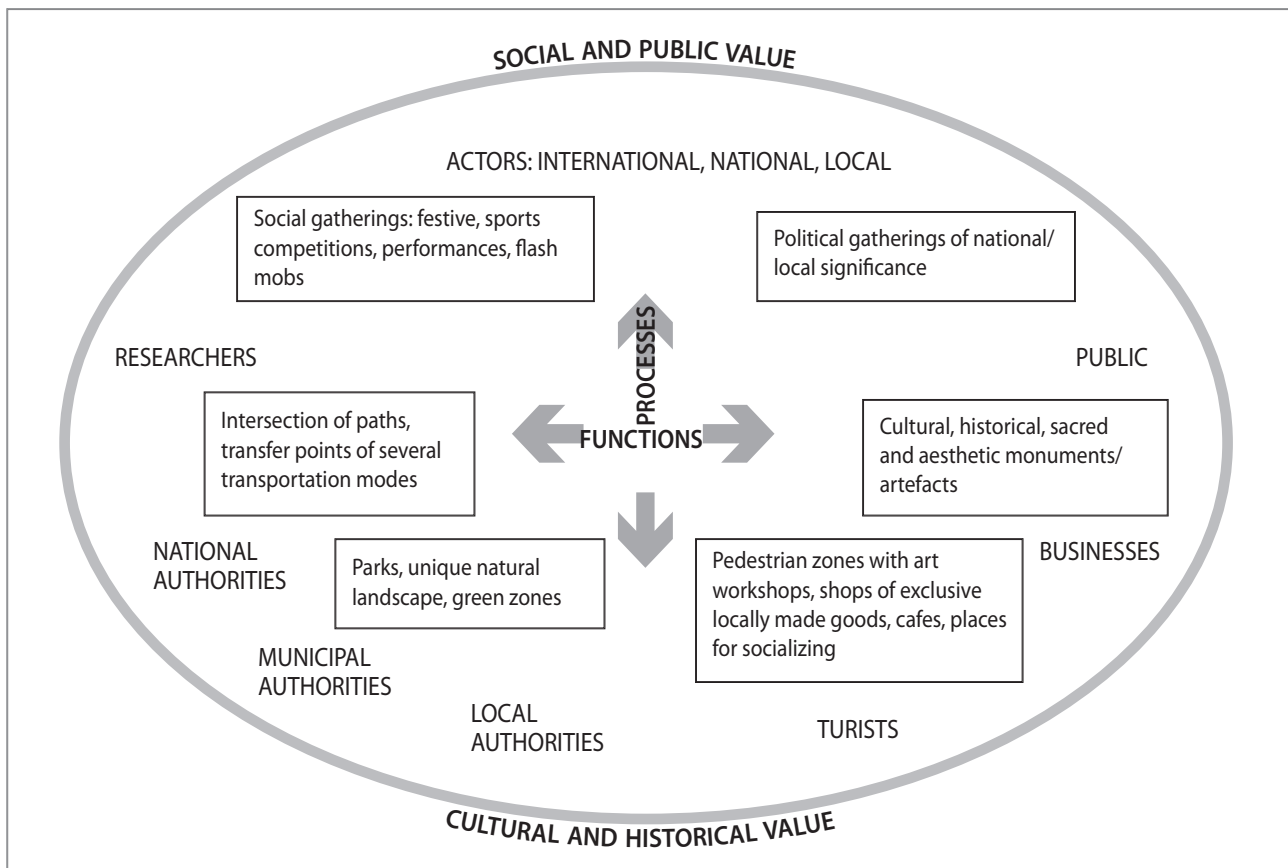 SOCIAL AND PUBLIC VALUE
ACTORS: INTERNATIONAL, NATIONAL, LOCAL
Social gatherings: festive, sports
competitions, performances, flash
mobs
Political gatherings of national/
local significance
PROCESSES
RESEARCHERS
PUBLIC
Intersection of paths,
transfer points of several
transportation modes
FUNCTIONS
Cultural, historical, sacred
and aesthetic monuments/
artefacts
NATIONAL
AUTHORITIES
Parks, unique natural
landscape, green zones
Pedestrian zones with art
workshops, shops of exclusive
locally made goods, cafes, places
for socializing
BUSINESSES
MUNICIPAL
AUTHORITIES
LOCAL
AUTHORITIES
TURISTS
CULTURAL AND HISTORICAL VALUE